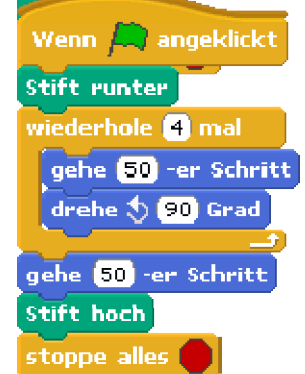 Wenn angeklickt
Stift runter
wiederhole 4 mal
gehe 50 -er Schritt
drehe 90 Grad
gehe 50 -er Schritt
Stift hoch
stoppe alles